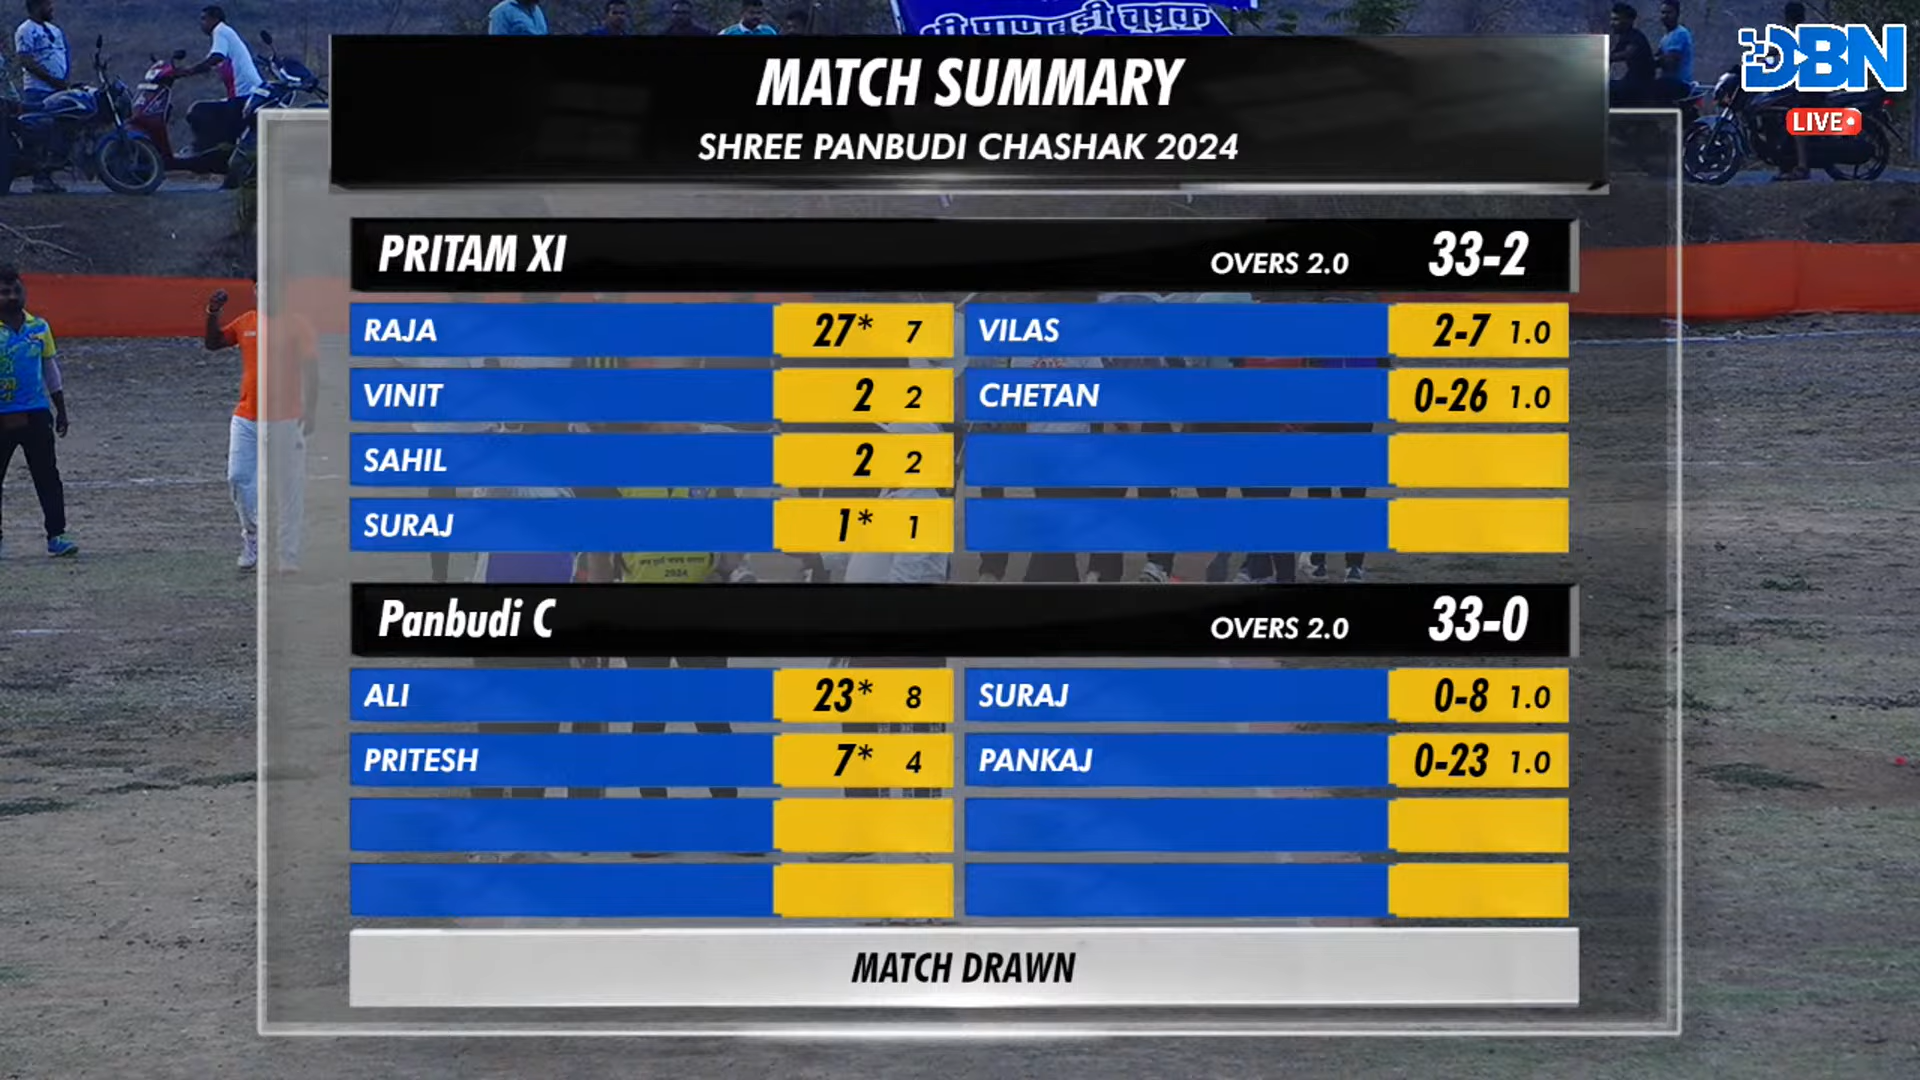 श्री पाणबुडी चषक
DBN
LIVE
MATCH SUMMARY
SHREE PANBUDI CHASHAK 2024
PRITAM XI OVERS 2.0 33-2
RAJA 27* 7 VILAS 2-7 1.0
VINIT 2 2 CHETAN 0-26 1.0
SAHIL 2 2
SURAJ 1* 1
2024
Panbudi C OVERS 2.0 33-0
ALI 23* 8 SURAJ 0-8 1.0
PRITESH 7* 4 PANKAJ 0-23 1.0
MATCH DRAWN